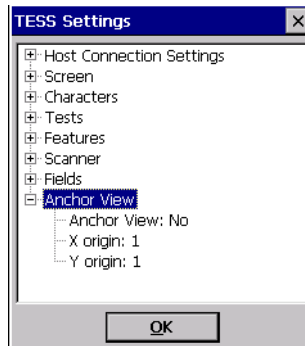 TESS Settings
Host Connection Settings
Screen
Characters
Tests
Features
Scanner
Fields
Anchor View
Anchor View: No
X origin: 1
Y origin: 1
OK